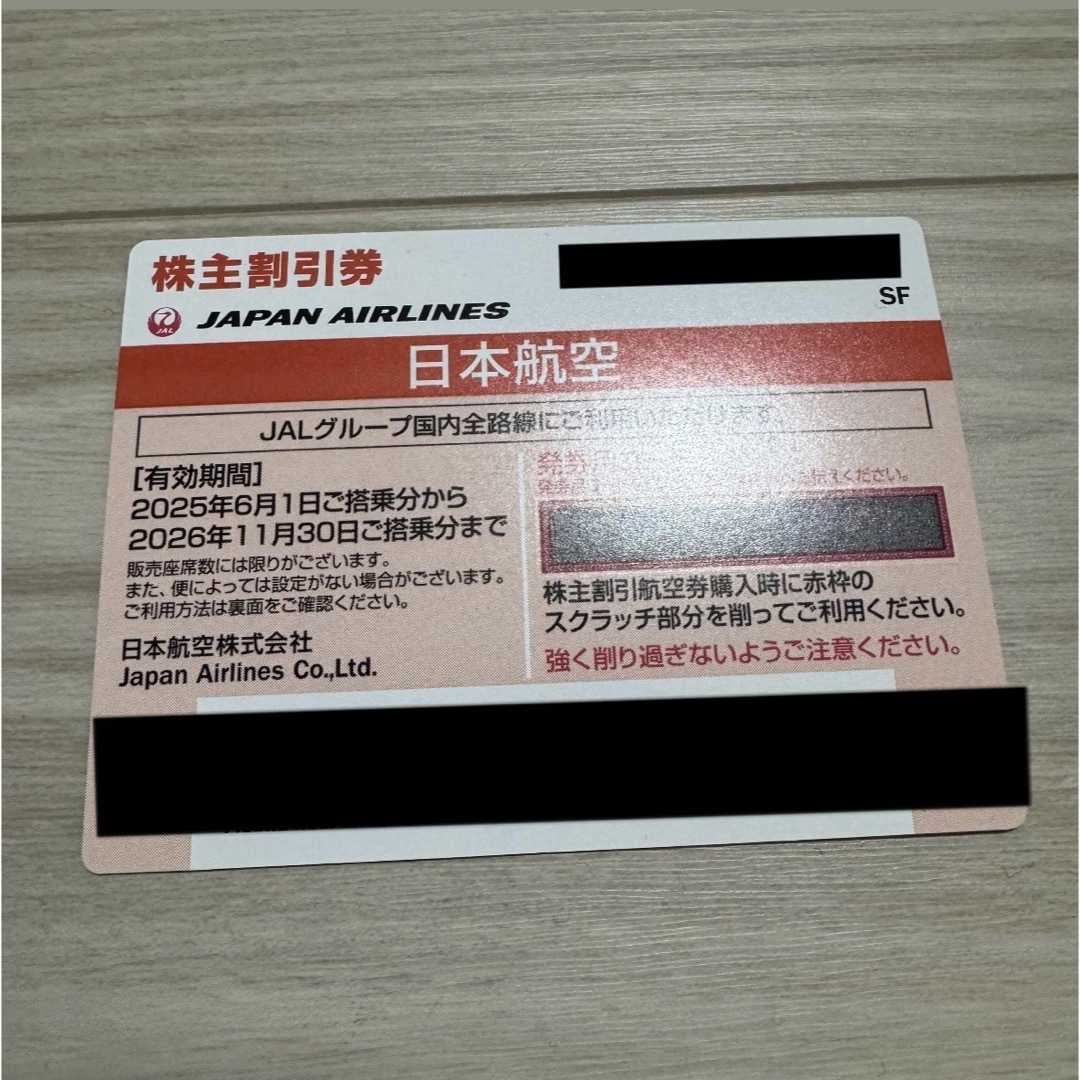 株主割引券
SF
JAL
JAPAN AIRLINES
日本航空
JALグループ国内全路線にご利用いただけます。
[有効期間]
2025年6月1日ご搭乗分から
2026年11月30日ご搭乗分まで
販売座席数には限りがございます。
また、便によっては設定がない場合がございます。
ご利用方法は裏面をご確認ください。
日本航空株式会社
Japan Airlines Co.,Ltd.
発券用
えください。
株主割引航空券購入時に赤枠の
スクラッチ部分を削ってご利用ください。
強く削り過ぎないようご注意ください。